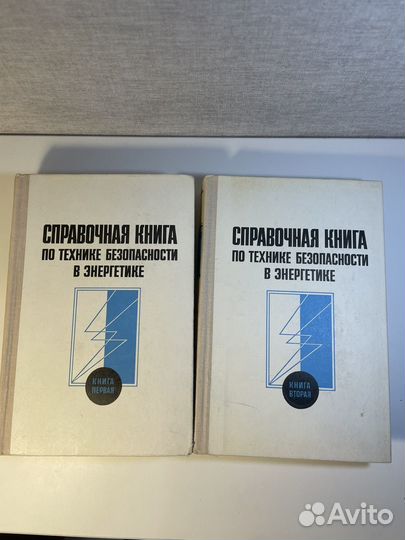 СПРАВОЧНАЯ КНИГА
ПО ТЕХНИКЕ БЕЗОПАСНОСТИ
В ЭНЕРГЕТИКЕ
КНИГА
ПЕРВАЯ
СПРАВОЧНАЯ КНИГА
ПО ТЕХНИКЕ БЕЗОПАСНОСТИ
В ЭНЕРГЕТИКЕ
КНИГА
ВТОРАЯ
Avito